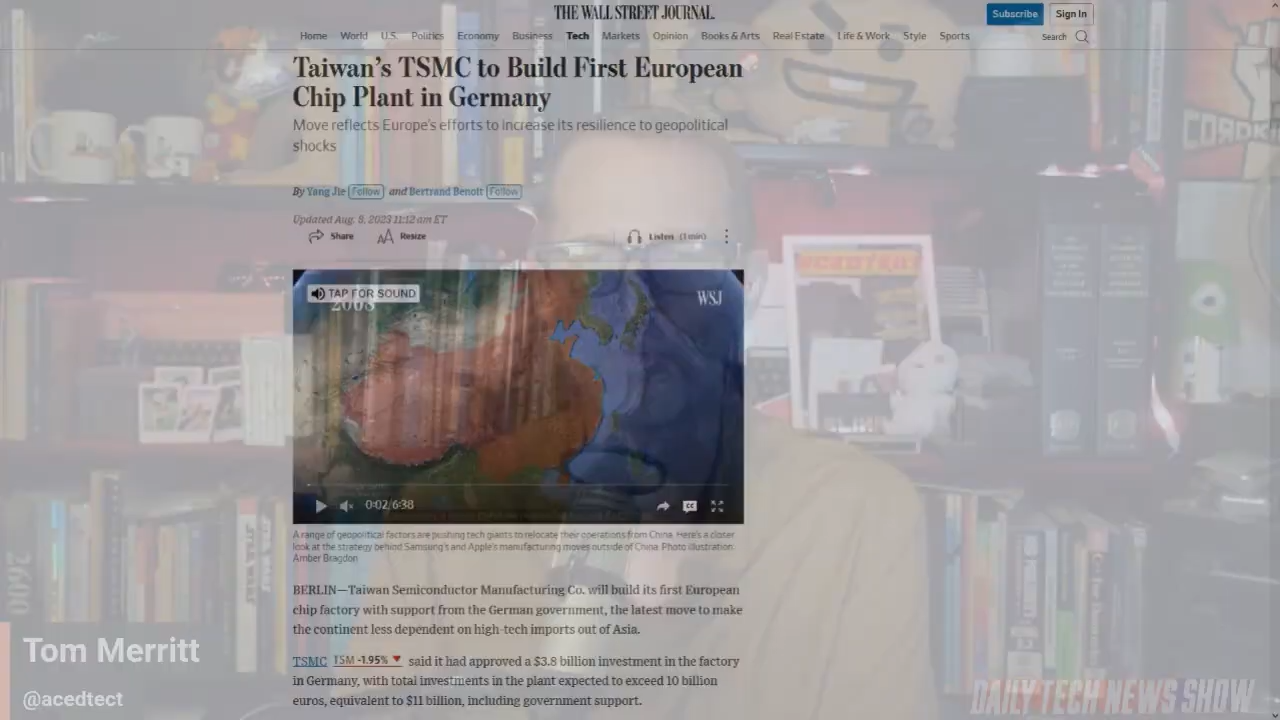 THE WALL STREET JOURNAL.
Subscribe
Sign In
Home World U.S. Politics Economy Business Tech Markets Opinion Books & Arts Real Estate Life & Work Style Sports
Search
Taiwan's TSMC to Build First European
Chip Plant in Germany
Move reflects Europe's efforts to increase its resilience to geopolitical
shocks
By Yang Jie Follow and Bertrand Benoit Follow
Updated Aug. 8, 2023 11:12 am ET
Share Resize Listen (1 min)
TAP FOR SOUND
2008
WSJ
0:02/6:38
CC
A range of geopolitical factors are pushing tech giants to relocate their operations from China. Here's a closer
look at the strategy behind Samsung's and Apple's manufacturing moves outside of China. Photo illustration:
Amber Bragdon
BERLIN—Taiwan Semiconductor Manufacturing Co. will build its first European
chip factory with support from the German government, the latest move to make
the continent less dependent on high-tech imports out of Asia.
TSMC TSM -1.95% said it had approved a $3.8 billion investment in the factory
in Germany, with total investments in the plant expected to exceed 10 billion
euros, equivalent to $11 billion, including government support.
Tom Merritt
@acedtect
DAILY TECH NEWS SHOW